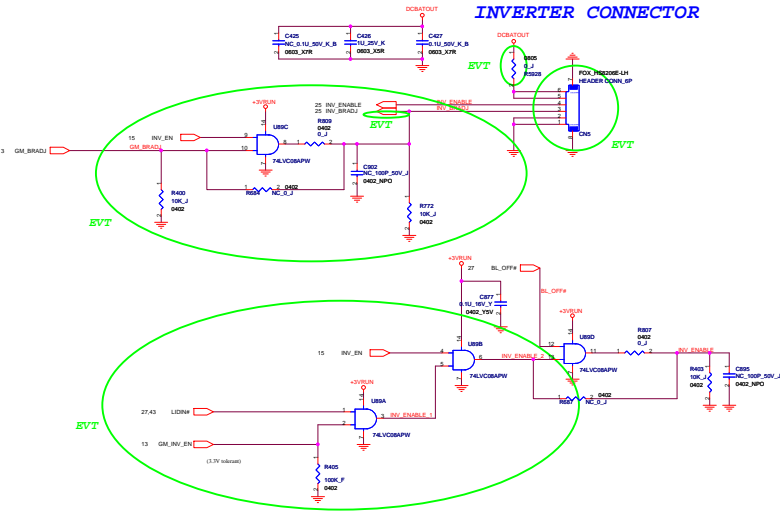 INVERTER CONNECTOR
DCBATOUT
C425
NC_0.1U_50V_K_B
0603_X7R
C426
1U_25V_K
0603_X5R
C427
0.1U_50V_K_B
0603_X7R
DCBATOUT
0805
0_J
R5928
EVT
FOX_HS8206E-LH
HEADER CONN_6P
CN5
EVT
25 INV_ENABLE
25 INV_BRADJ
INV_ENABLE
INV_BRADJ
EVT
+3VRUN
U89C
15 INV_EN
3 GM_BRADJ
GM_BRADJ
74LVC08APW
R809
0402
0_J
C902
NC_100P_50V_J
0402_NPO
R400
10K_J
0402
R684
0402
NC_0_J
R772
10K_J
0402
EVT
+3VRUN
27 BL_OFF#
BL_OFF#
C877
0.1U_16V_Y
0402_Y5V
+3VRUN
U89D
74LVC08APW
R807
0402
0_J
INV_ENABLE
R403
10K_J
0402
C895
NC_100P_50V_J
0402_NPO
15 INV_EN
U89B
INV_ENABLE_2
74LVC08APW
R687
0402
NC_0_J
+3VRUN
U89A
27,43 LIDIN#
INV_ENABLE_1
74LVC08APW
EVT
13 GM_INV_EN
(3.3V tolerant)
R405
100K_F
0402